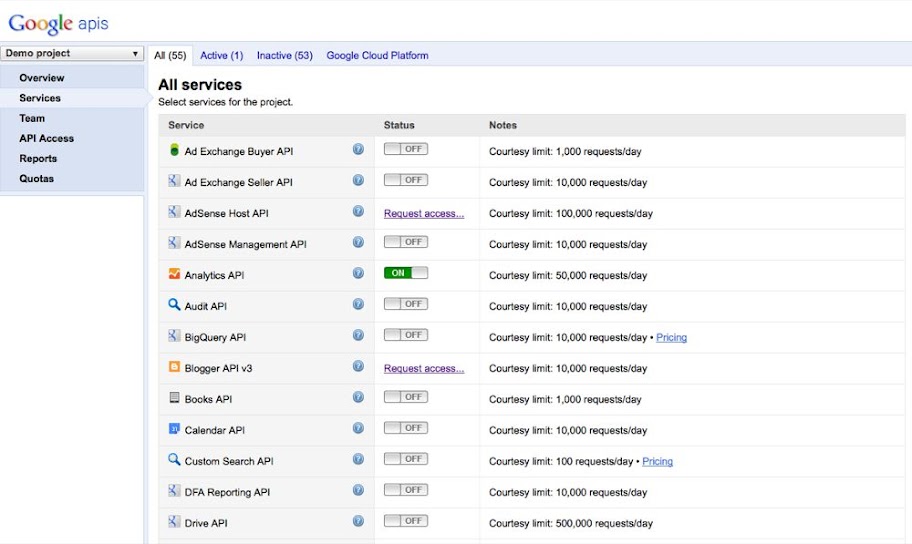 Google apis
Demo project
All (55) Active (1) Inactive (53) Google Cloud Platform
Overview
Services
Team
API Access
Reports
Quotas
All services
Select services for the project.
Service Status Notes
Ad Exchange Buyer API OFF Courtesy limit: 1,000 requests/day
Ad Exchange Seller API OFF Courtesy limit: 10,000 requests/day
AdSense Host API Request access... Courtesy limit: 100,000 requests/day
AdSense Management API OFF Courtesy limit: 10,000 requests/day
Analytics API ON Courtesy limit: 50,000 requests/day
Audit API OFF Courtesy limit: 10,000 requests/day
BigQuery API OFF Courtesy limit: 10,000 requests/day • Pricing
Blogger API v3 Request access... Courtesy limit: 10,000 requests/day
Books API OFF Courtesy limit: 1,000 requests/day
Calendar API OFF Courtesy limit: 10,000 requests/day
Custom Search API OFF Courtesy limit: 100 requests/day • Pricing
DFA Reporting API OFF Courtesy limit: 10,000 requests/day
Drive API OFF Courtesy limit: 500,000 requests/day